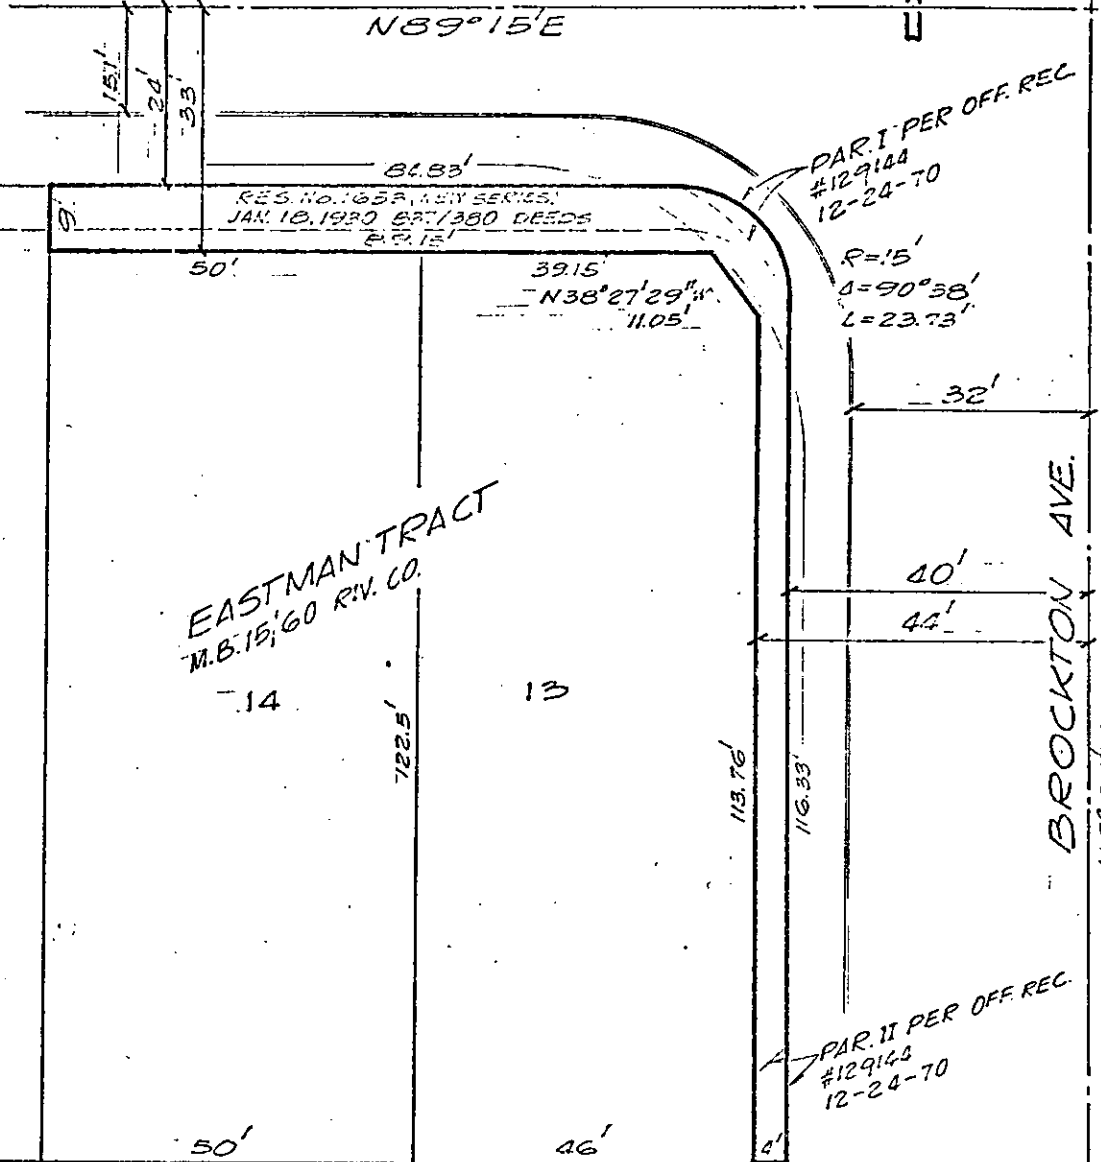 N89°15'E
15.1'
24'
33'
PAR. I PER OFF. REC
#129144
12-24-70
84.83'
RES. No. 1653, NEW SERIES,
JAN. 18, 1930 837/380 DEEDS
89.15'
9'
50'
39.15'
N38°27'29"W
11.05'
R=15'
Δ=90°38'
L=23.73'
32'
EASTMAN TRACT
M.B. 15/60 RIV. CO.
14
13
122.5'
113.76'
116.33'
40'
44'
BROCKTON AVE.
PAR. II PER OFF. REC.
#129144
12-24-70
50'
46'
4'